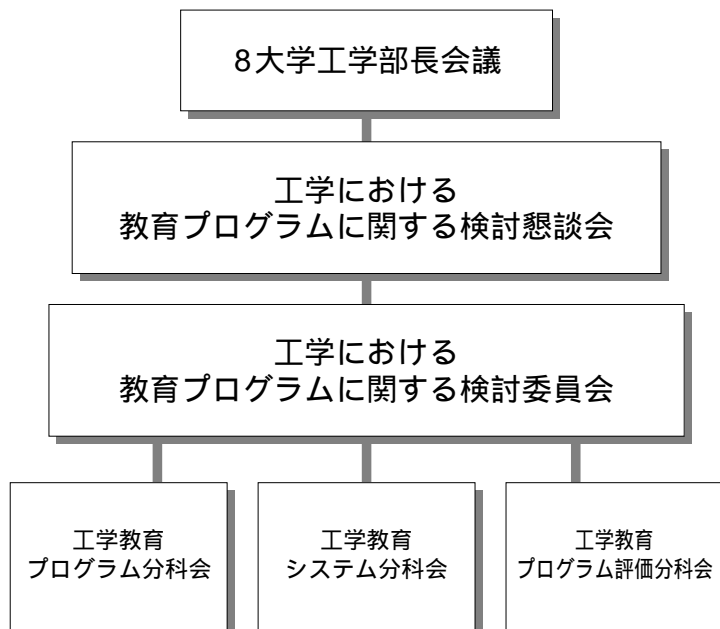 8大学工学部長会議
工学における
教育プログラムに関する検討懇談会
工学における
教育プログラムに関する検討委員会
工学教育
プログラム分科会
工学教育
システム分科会
工学教育
プログラム評価分科会